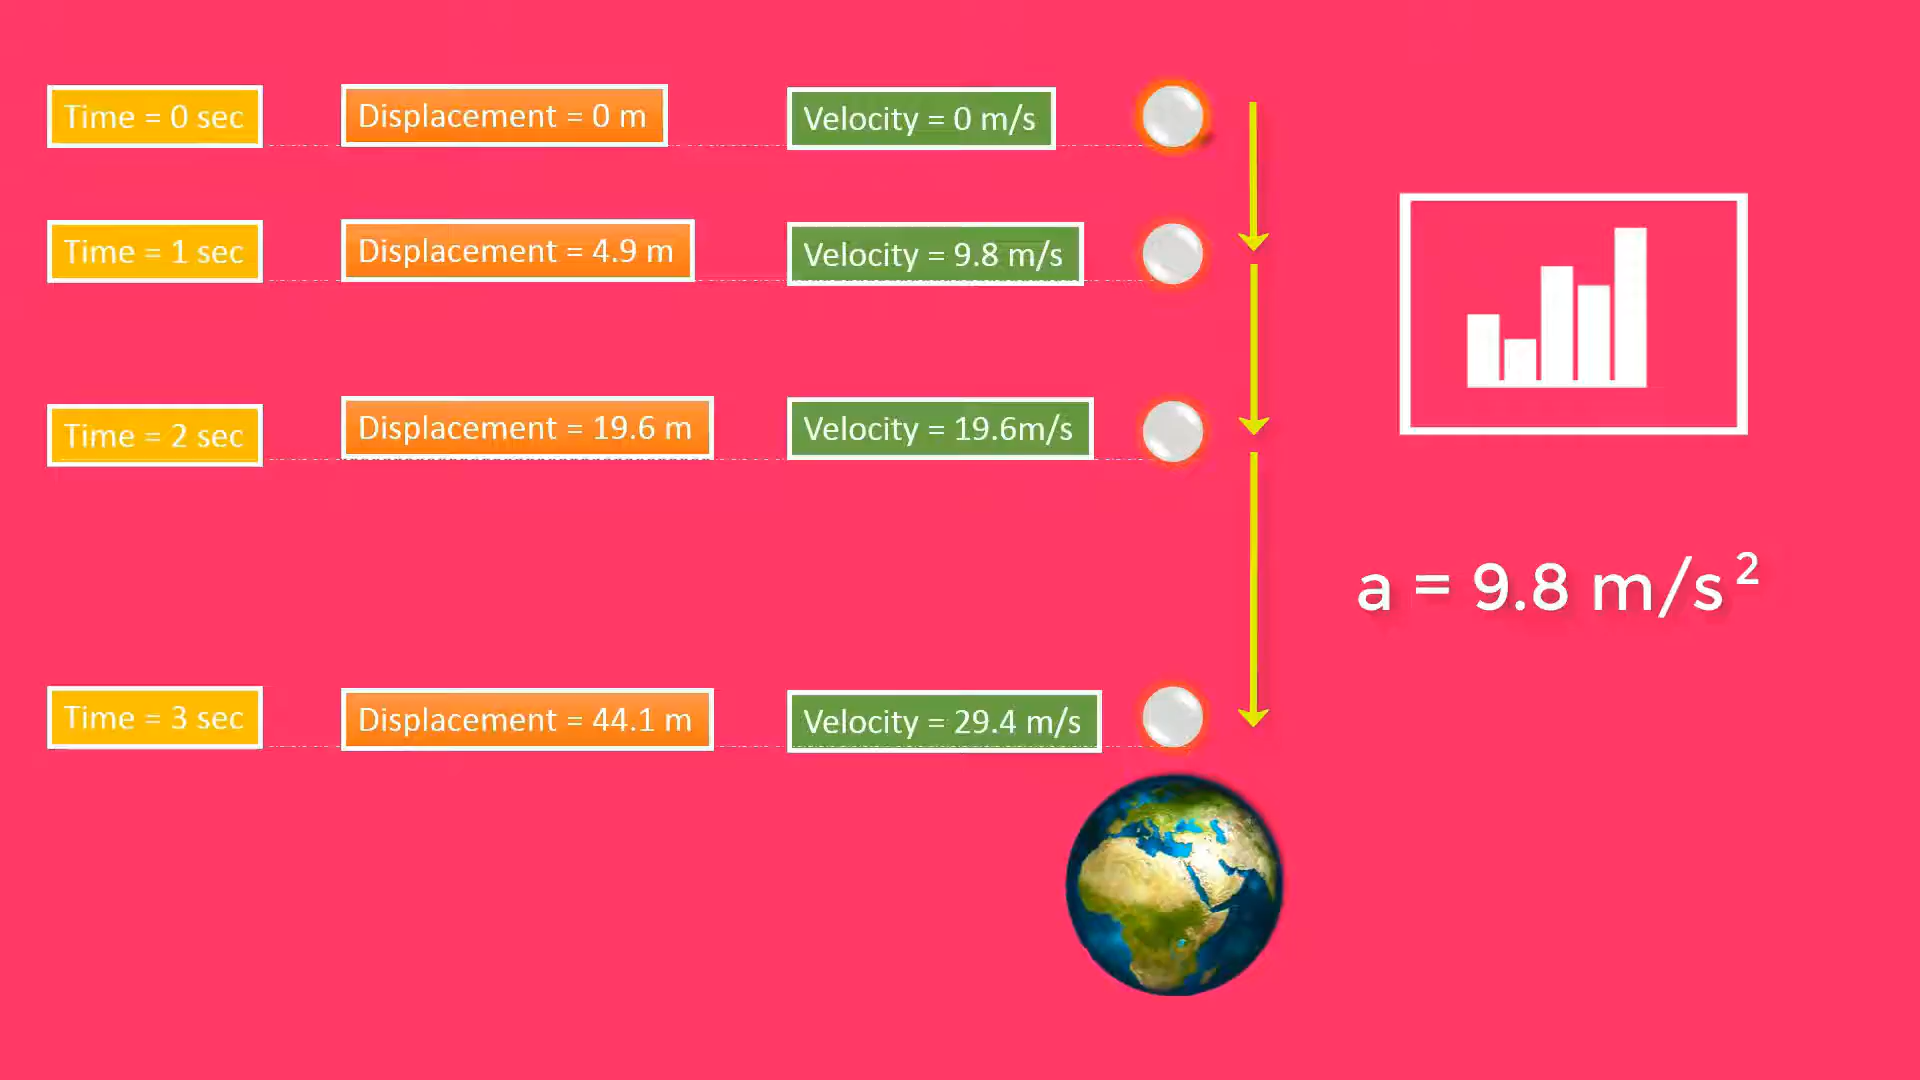 Time = 0 sec
Displacement = 0 m
Velocity = 0 m/s
Time = 1 sec
Displacement = 4.9 m
Velocity = 9.8 m/s
Time = 2 sec
Displacement = 19.6 m
Velocity = 19.6m/s
a = 9.8 m/s²
Time = 3 sec
Displacement = 44.1 m
Velocity = 29.4 m/s